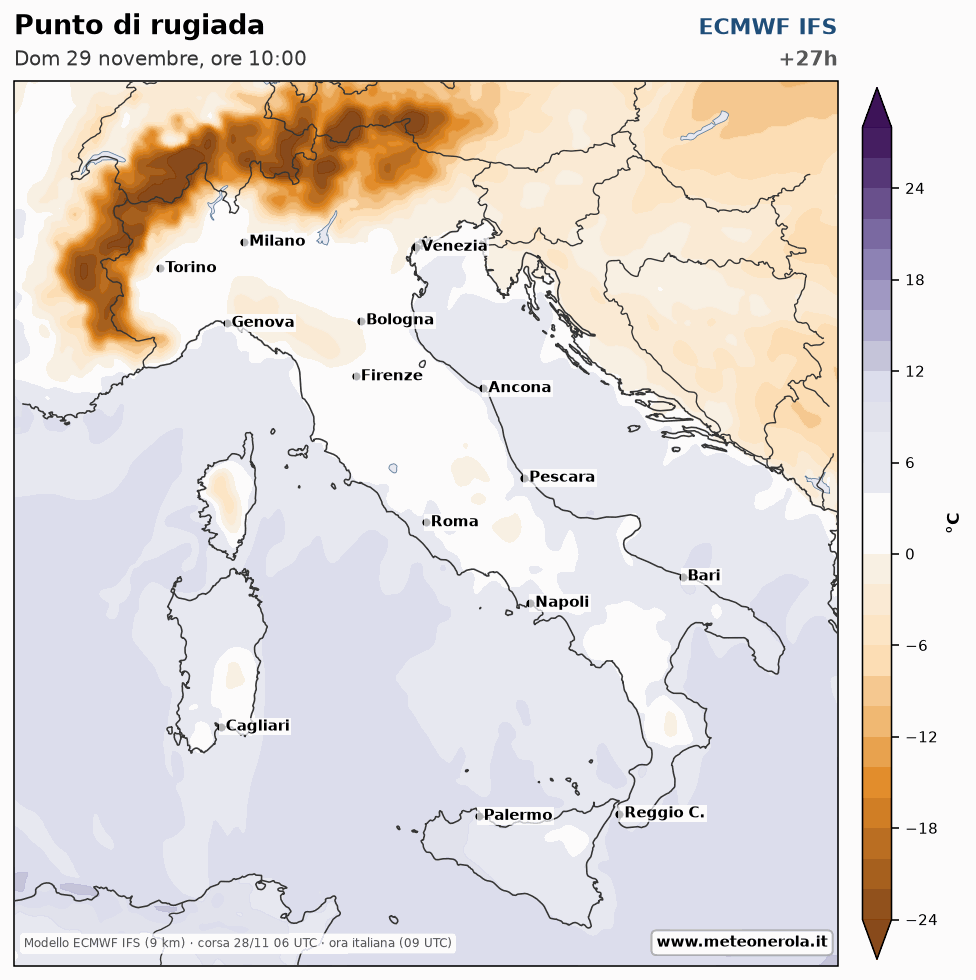 Punto di rugiada
ECMWF IFS
Dom 29 novembre, ore 10:00
+27h
Milano
Venezia
Torino
Genova
Bologna
Firenze
Ancona
Pescara
Roma
Bari
Napoli
Cagliari
Palermo
Reggio C.
24
18
12
6
0
−6
−12
−18
−24
°C
Modello ECMWF IFS (9 km) · corsa 28/11 06 UTC · ora italiana (09 UTC)
www.meteonerola.it